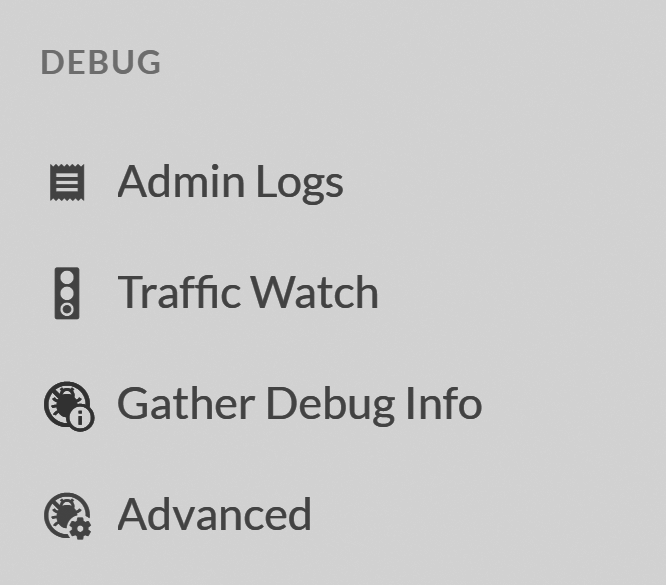 DEBUG
Admin Logs
Traffic Watch
Gather Debug Info
Advanced